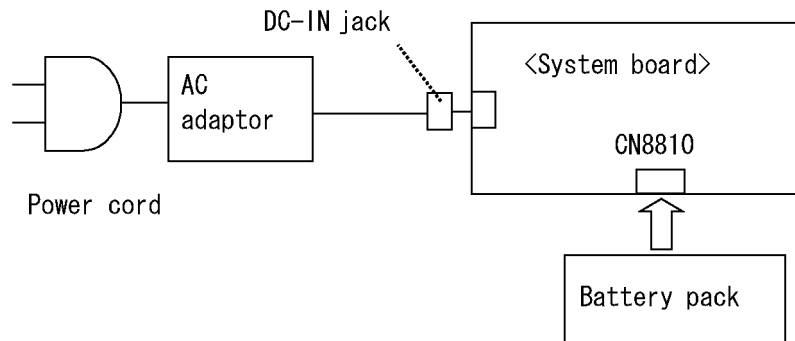 DC-IN jack
<System board>
AC
adaptor
CN8810
Power cord
Battery pack